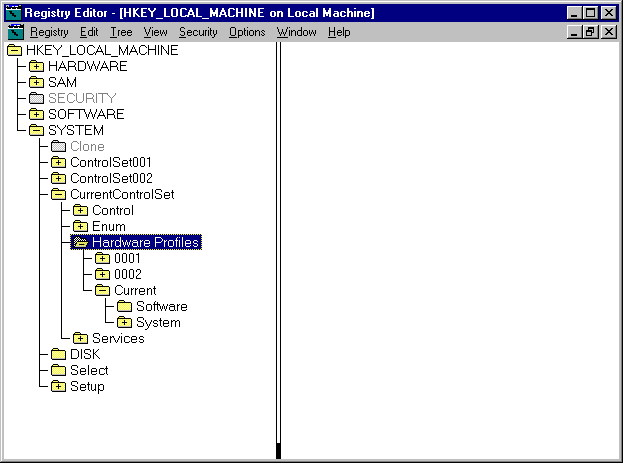 Registry Editor - [HKEY_LOCAL_MACHINE on Local Machine]
Registry Edit Tree View Security Options Window Help
HKEY_LOCAL_MACHINE
HARDWARE
SAM
SECURITY
SOFTWARE
SYSTEM
Clone
ControlSet001
ControlSet002
CurrentControlSet
Control
Enum
Hardware Profiles
0001
0002
Current
Software
System
Services
DISK
Select
Setup